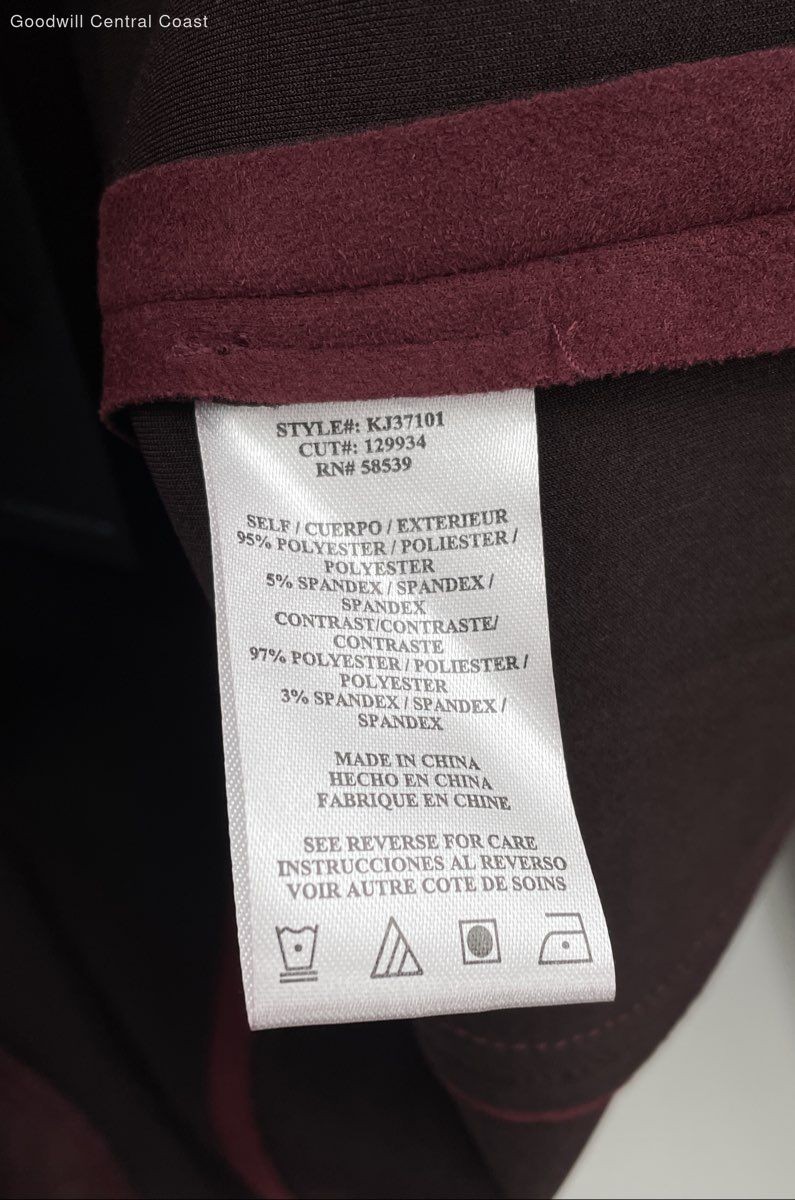 Goodwill Central Coast
STYLE#: KJ37101
CUT#: 129934
RN# 58539
SELF / CUERPO / EXTERIEUR
95% POLYESTER / POLIESTER /
POLYESTER
5% SPANDEX / SPANDEX /
SPANDEX
CONTRAST/CONTRASTE/
CONTRASTE
97% POLYESTER / POLIESTER /
POLYESTER
3% SPANDEX / SPANDEX /
SPANDEX
MADE IN CHINA
HECHO EN CHINA
FABRIQUE EN CHINE
SEE REVERSE FOR CARE
INSTRUCCIONES AL REVERSO
VOIR AUTRE COTE DE SOINS